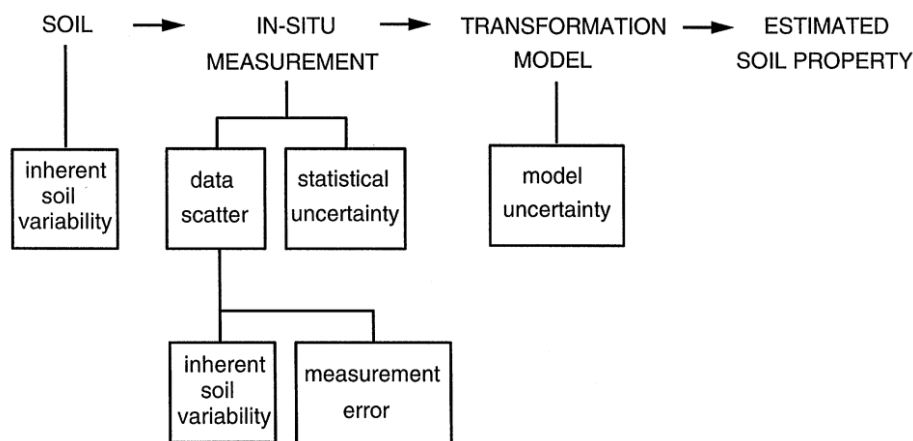 SOIL
IN-SITU
MEASUREMENT
TRANSFORMATION
MODEL
ESTIMATED
SOIL PROPERTY
inherent
soil
variability
data
scatter
statistical
uncertainty
model
uncertainty
inherent
soil
variability
measurement
error